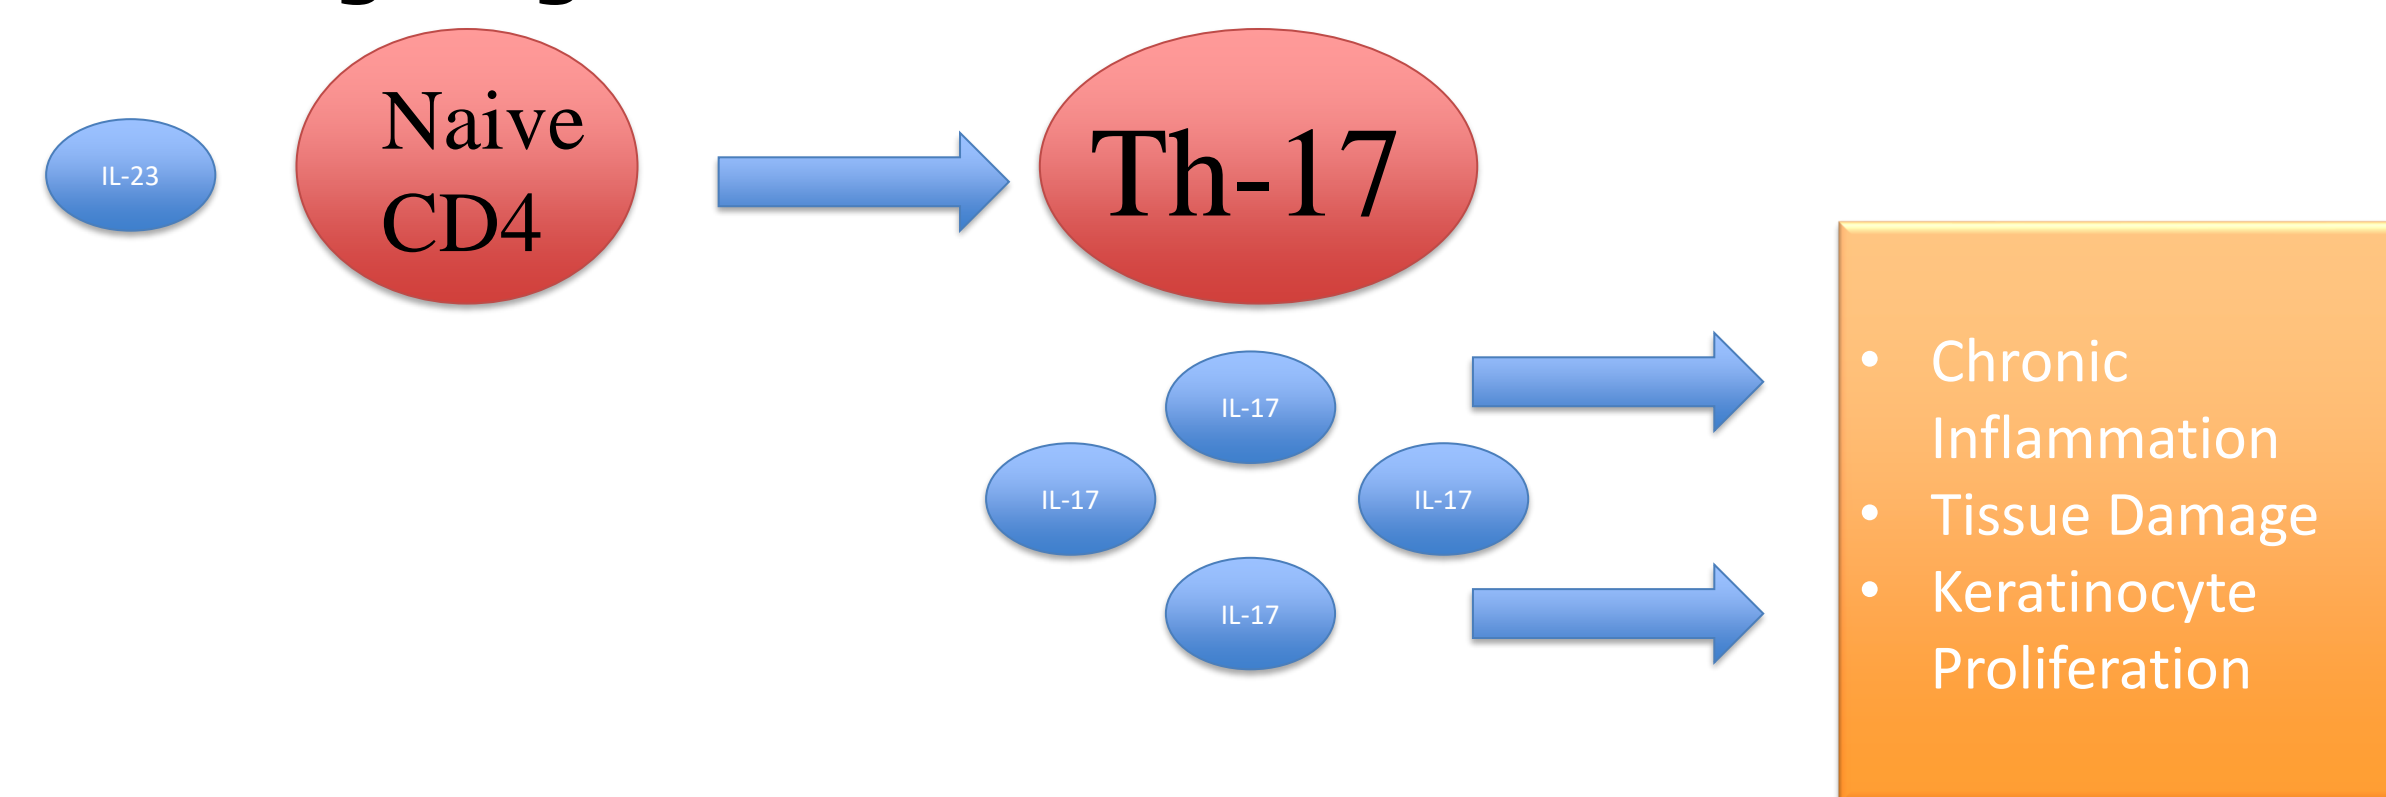 IL-23
Naive
CD4
Th-17
IL-17
IL-17
IL-17
IL-17
• Chronic
Inflammation
• Tissue Damage
• Keratinocyte
Proliferation